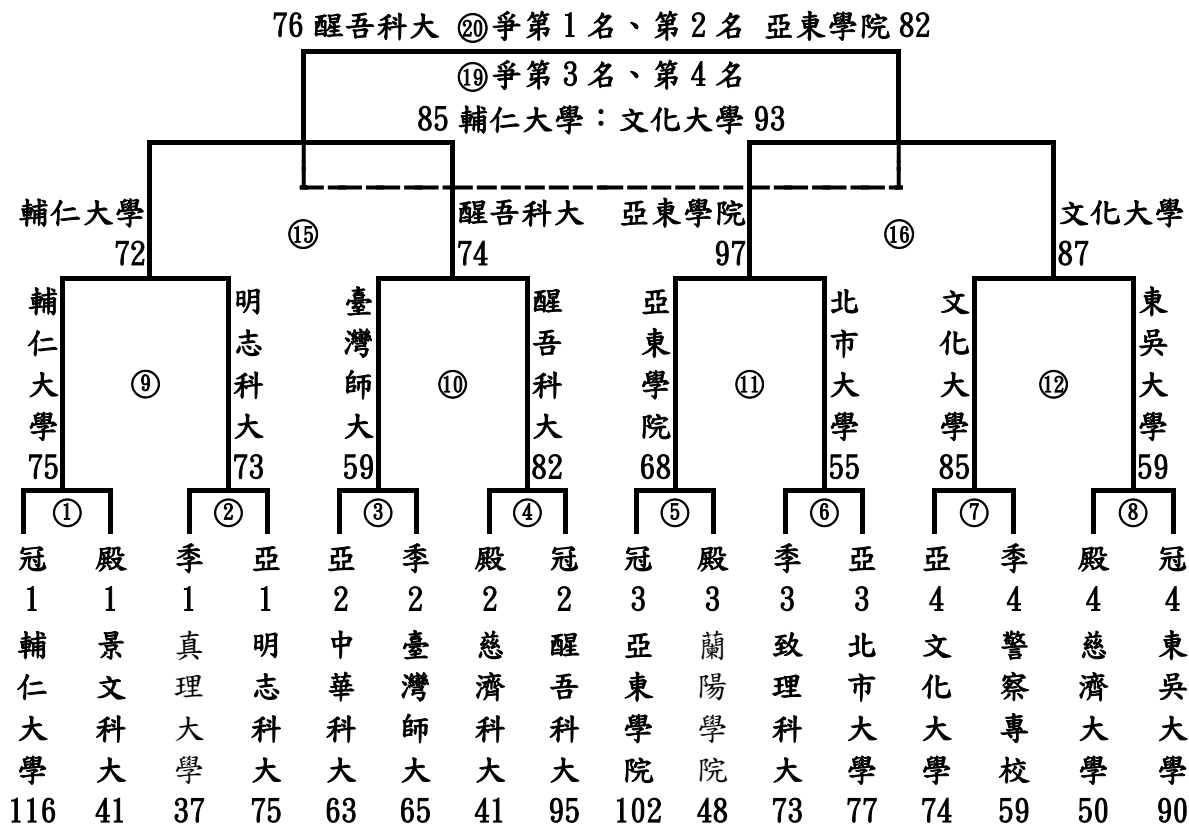 76 醒吾科大 ⑳爭第 1 名、第 2 名 亞東學院 82
⑲爭第 3 名、第 4 名
85 輔仁大學：文化大學 93
輔仁大學
72
⑮
醒吾科大
74
亞東學院
97
⑯
文化大學
87
輔仁大學
75
⑨
明志科大
73
臺灣師大
59
⑩
醒吾科大
82
亞東學院
68
⑪
北市大學
55
文化大學
85
⑫
東吳大學
59
① ② ③ ④ ⑤ ⑥ ⑦ ⑧
冠 殿 季 亞 亞 季 殿 冠 冠 殿 季 亞 亞 季 殿 冠
1 1 1 1 2 2 2 2 3 3 3 3 4 4 4 4
輔仁大學
景文科大
真理大學
明志科大
中華科大
臺灣師大
慈濟科大
醒吾科大
亞東學院
蘭陽學院
致理科大
北市大學
文化大學
警察專校
慈濟大學
東吳大學
116 41 37 75 63 65 41 95 102 48 73 77 74 59 50 90